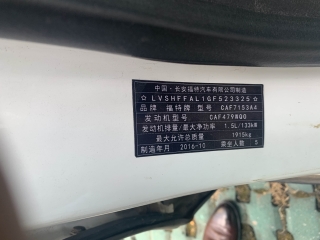 中国·长安福特汽车有限公司制造
☆LVSHFFAL1GF523325☆
品牌 福特牌 型号 CAF7153A4
发动机型号 CAF479WQ0
发动机排量/最大净功率 1.5L/133kW
最大允许总质量 1915kg
制造年月 2016-10 乘坐人数 5